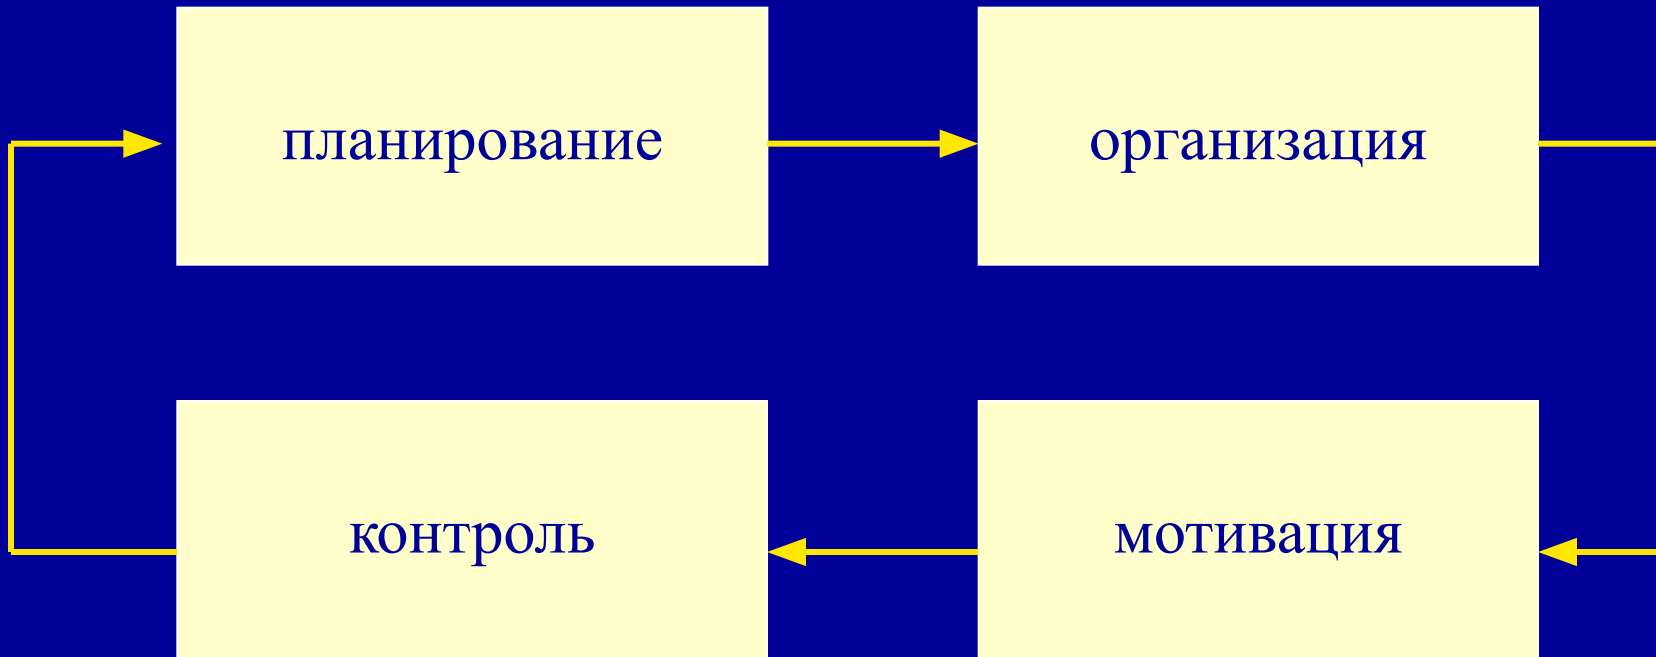 планирование
организация
контроль
мотивация